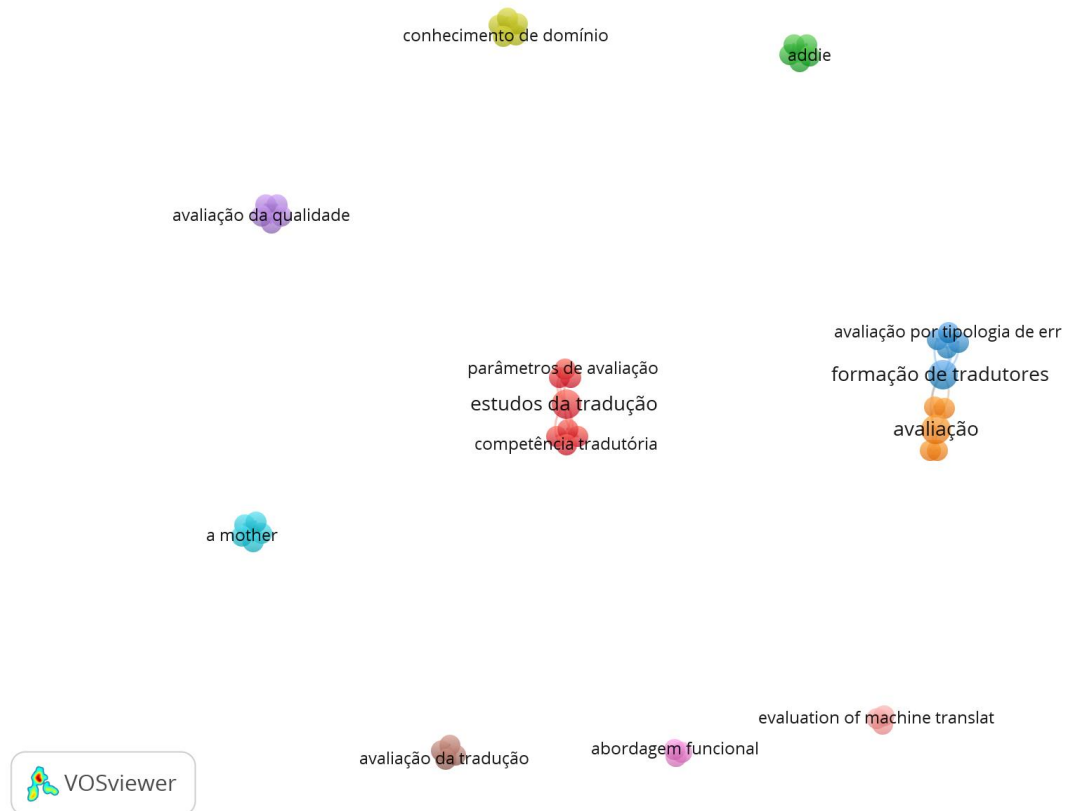 conhecimento de domínio
addie
avaliação da qualidade
avaliação por tipologia de err
parâmetros de avaliação
formação de tradutores
estudos da tradução
avaliação
competência tradutória
a mother
evaluation of machine translat
abordagem funcional
avaliação da tradução
VOSviewer